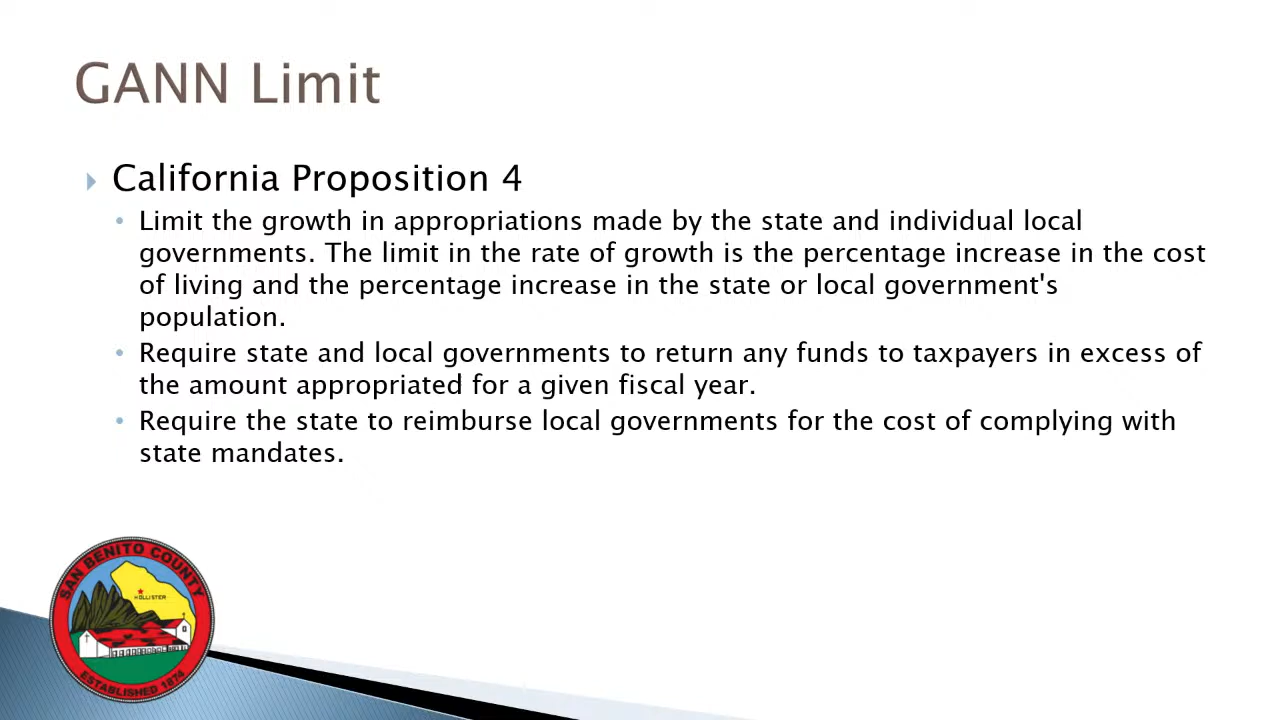 GANN Limit
California Proposition 4
Limit the growth in appropriations made by the state and individual local
governments. The limit in the rate of growth is the percentage increase in the cost
of living and the percentage increase in the state or local government's
population.
Require state and local governments to return any funds to taxpayers in excess of
the amount appropriated for a given fiscal year.
Require the state to reimburse local governments for the cost of complying with
state mandates.
SAN BENITO COUNTY
HOLLISTER
ESTABLISHED 1874